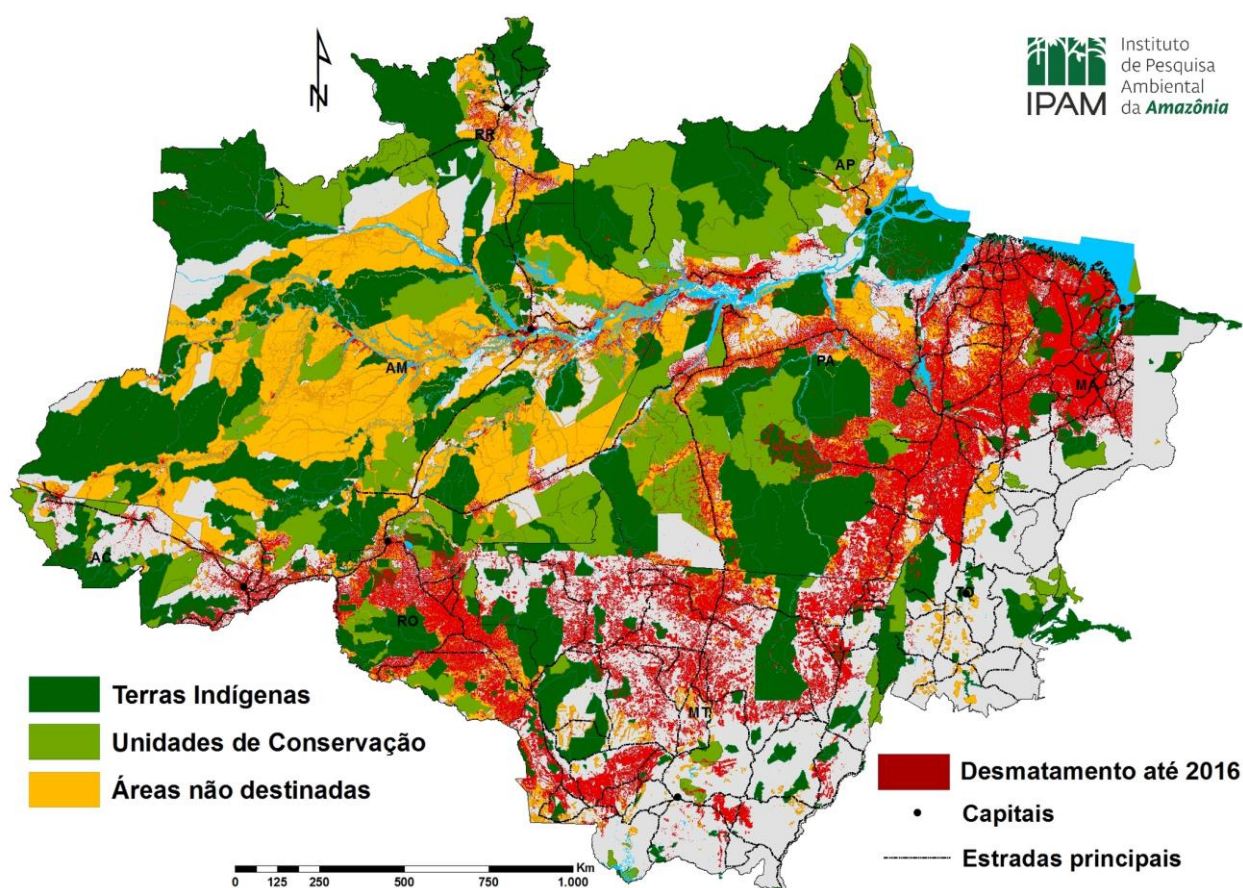 N
IPAM
Instituto
de Pesquisa
Ambiental
da Amazônia
RR
AP
AM
PA
MA
AC
RO
TO
MT
Terras Indígenas
Unidades de Conservação
Áreas não destinadas
Desmatamento até 2016
Capitais
Estradas principais
Km
0 125 250 500 750 1.000